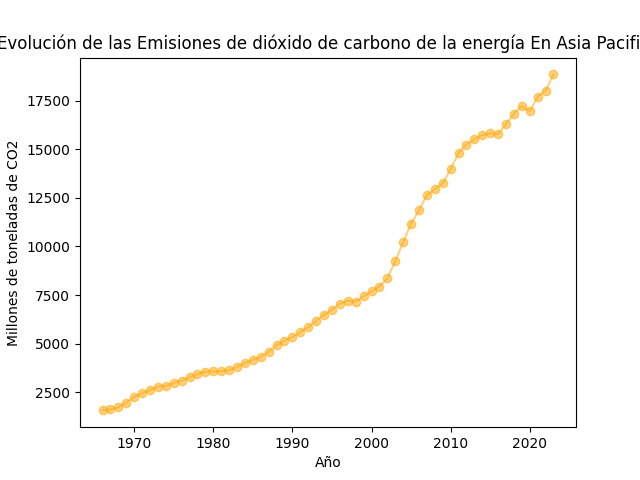 Evolución de las Emisiones de dióxido de carbono de la energía En Asia Pacifi
17500
15000
12500
10000
7500
5000
2500
Millones de toneladas de CO2
1970 1980 1990 2000 2010 2020
Año